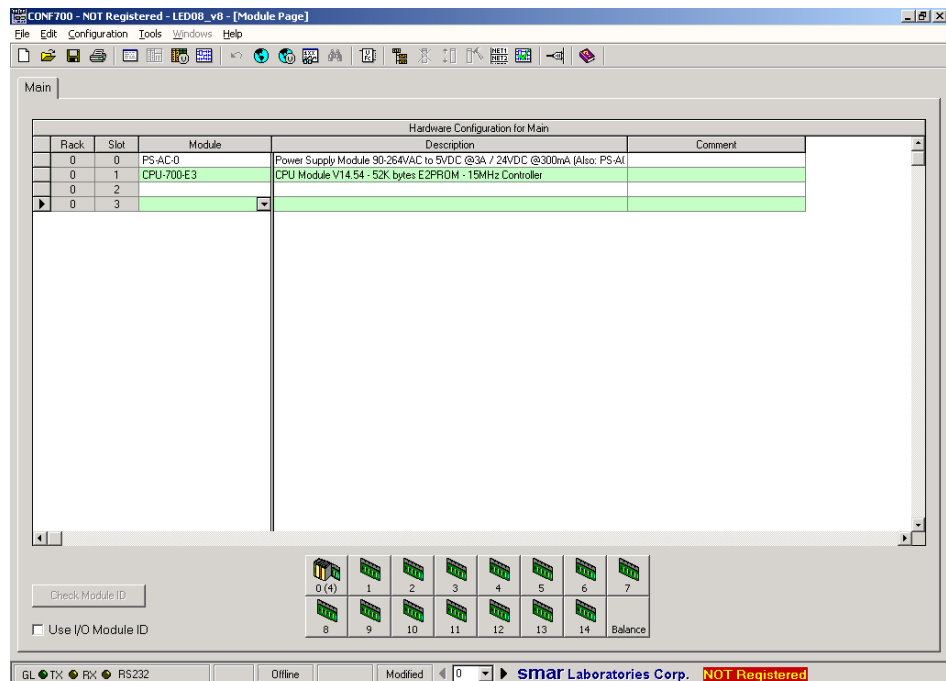 CONF700 - NOT Registered - LED08_v8 - [Module Page]
File Edit Configuration Tools Windows Help
Main
Hardware Configuration for Main
Rack Slot Module Description Comment
0 0 PS-AC-0 Power Supply Module 90-264VAC to 5VDC @3A / 24VDC @300mA (Also: PS-A(
0 1 CPU-700-E3 CPU Module V14.54 - 52K bytes E2PROM - 15MHz Controller
0 2
0 3
0 (4) 1 2 3 4 5 6 7
Check Module ID
Use I/O Module ID
8 9 10 11 12 13 14 Balance
GL TX RX RS232 Offline Modified 0 smar Laboratories Corp. NOT Registered